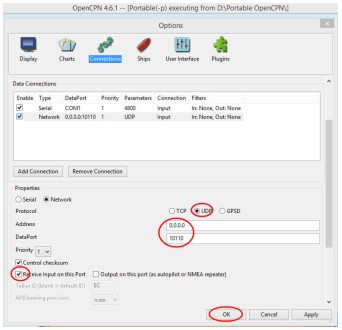 OpenCPN 4.6.1 -- [Portable(-p) executing from D:\Portable OpenCPN\]
Options
Display Charts Connections Ships User Interface Plugins
Data Connections
Enable Type DataPort Priority Parameters Connection Filters
Serial COM1 1 4800 Input In: None, Out: None
Network 0.0.0.0:10110 1 UDP Input In: None, Out: None
Add Connection Remove Connection
Properties
Serial Network
Protocol TCP UDP GPSD
Address 0.0.0.0
DataPort 10110
Priority 1
Control checksum
Receive Input on this Port Output on this port (as autopilot or NMEA repeater)
Talker ID (blank = default ID) EC
APB bearing precision x.xxx
OK Cancel Apply